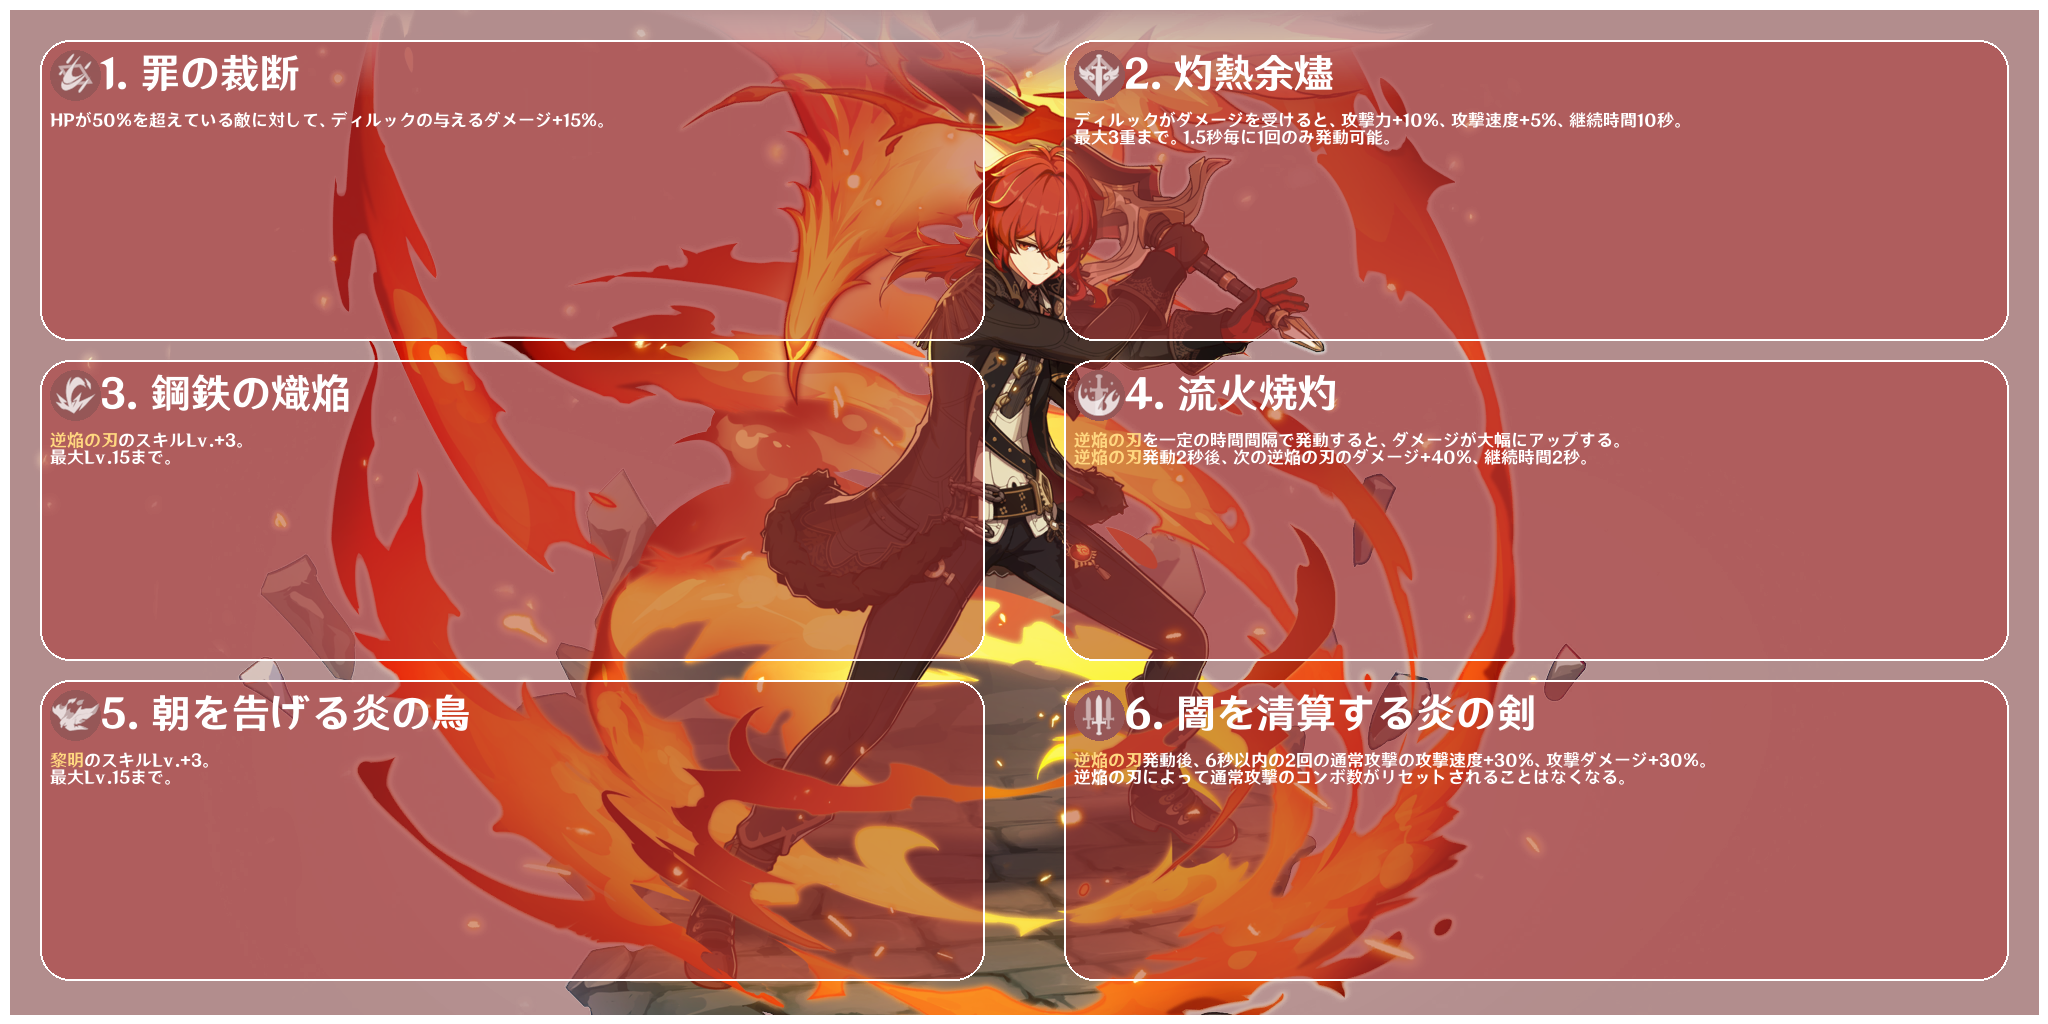 1. 罪の裁断
HPが50%を超えている敵に対して、ディルックの与えるダメージ+15%。
2. 灼熱余燼
ディルックがダメージを受けると、攻撃力+10%、攻撃速度+5%、継続時間10秒。
最大3重まで。1.5秒毎に1回のみ発動可能。
3. 鋼鉄の熾焔
逆焔の刃のスキルLv.+3。
最大Lv.15まで。
4. 流火焼灼
逆焔の刃を一定の時間間隔で発動すると、ダメージが大幅にアップする。
逆焔の刃発動2秒後、次の逆焔の刃のダメージ+40%、継続時間2秒。
5. 朝を告げる炎の鳥
黎明のスキルLv.+3。
最大Lv.15まで。
6. 闇を清算する炎の剣
逆焔の刃発動後、6秒以内の2回の通常攻撃の攻撃速度+30%、攻撃ダメージ+30%。
逆焔の刃によって通常攻撃のコンボ数がリセットされることはなくなる。